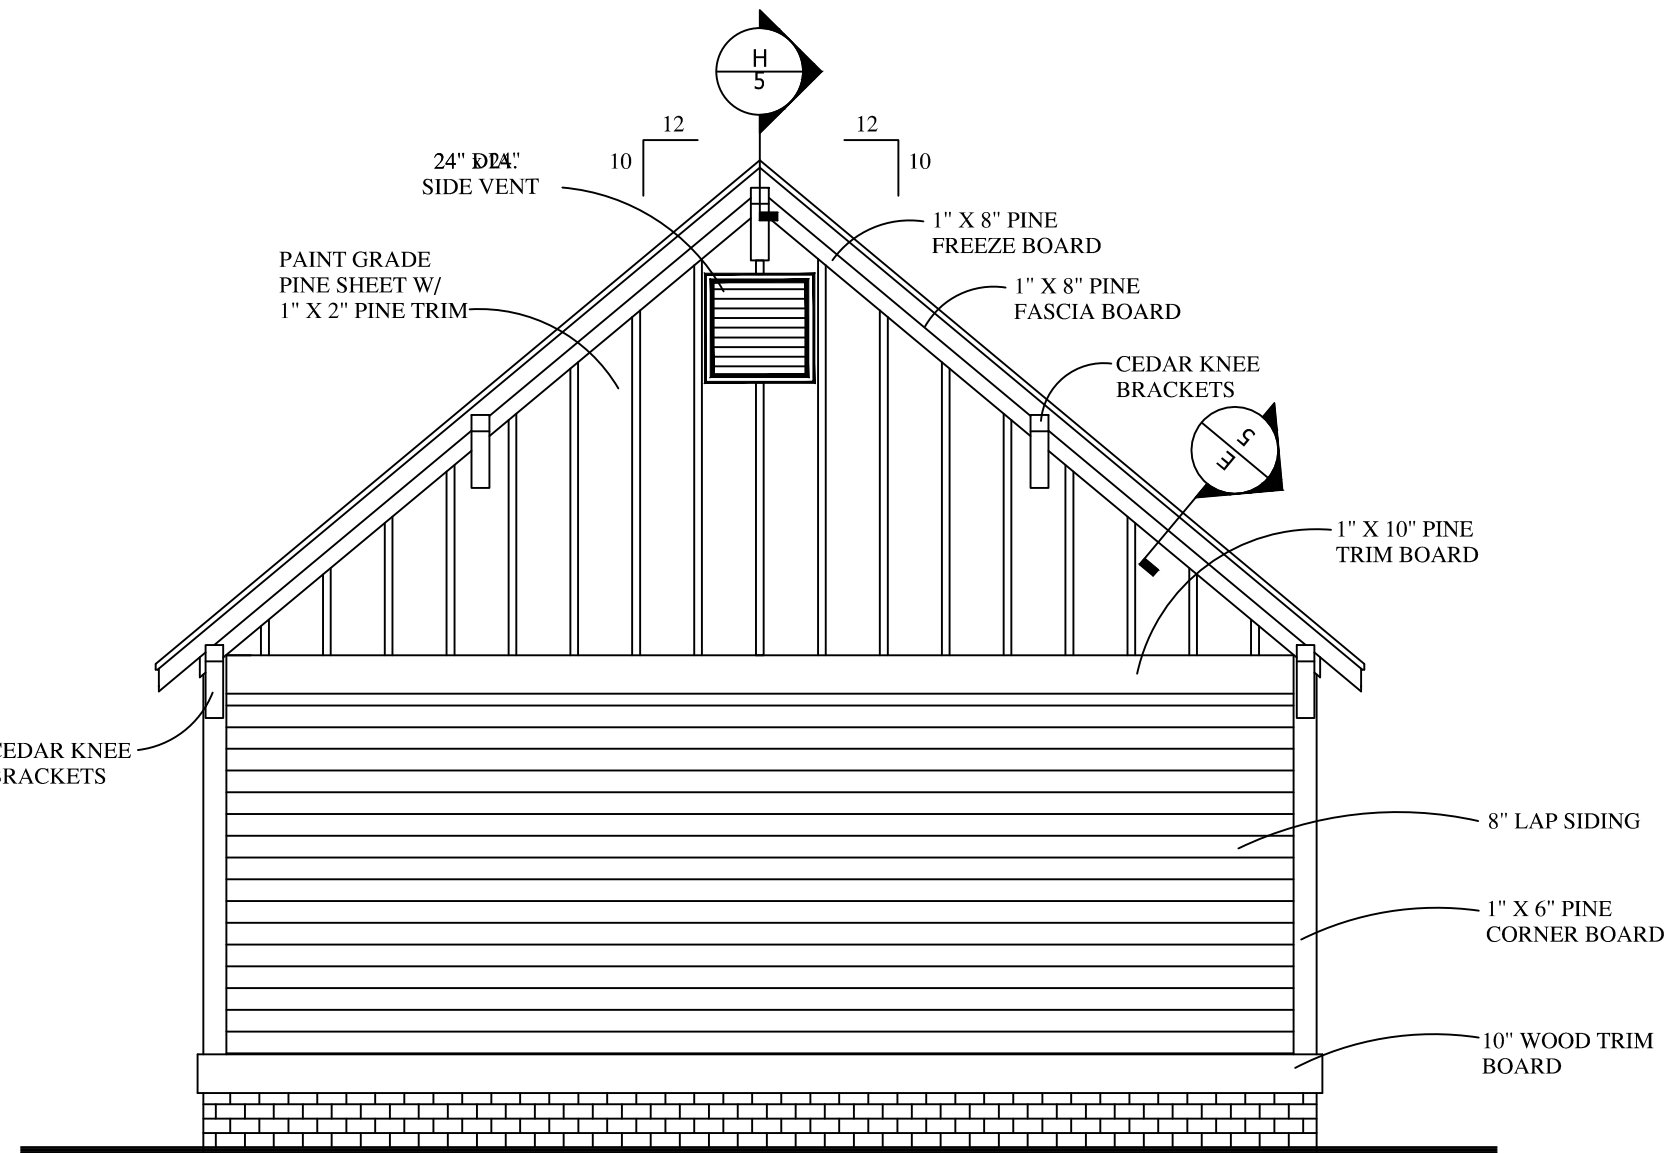 H
5
12
12
10
10
SIDE VENT
1" X 8" PINE
FREEZE BOARD
PAINT GRADE
PINE SHEET W/
1" X 2" PINE TRIM
1" X 8" PINE
FASCIA BOARD
CEDAR KNEE
BRACKETS
5
E
1" X 10" PINE
TRIM BOARD
CEDAR KNEE
BRACKETS
8" LAP SIDING
1" X 6" PINE
CORNER BOARD
10" WOOD TRIM
BOARD